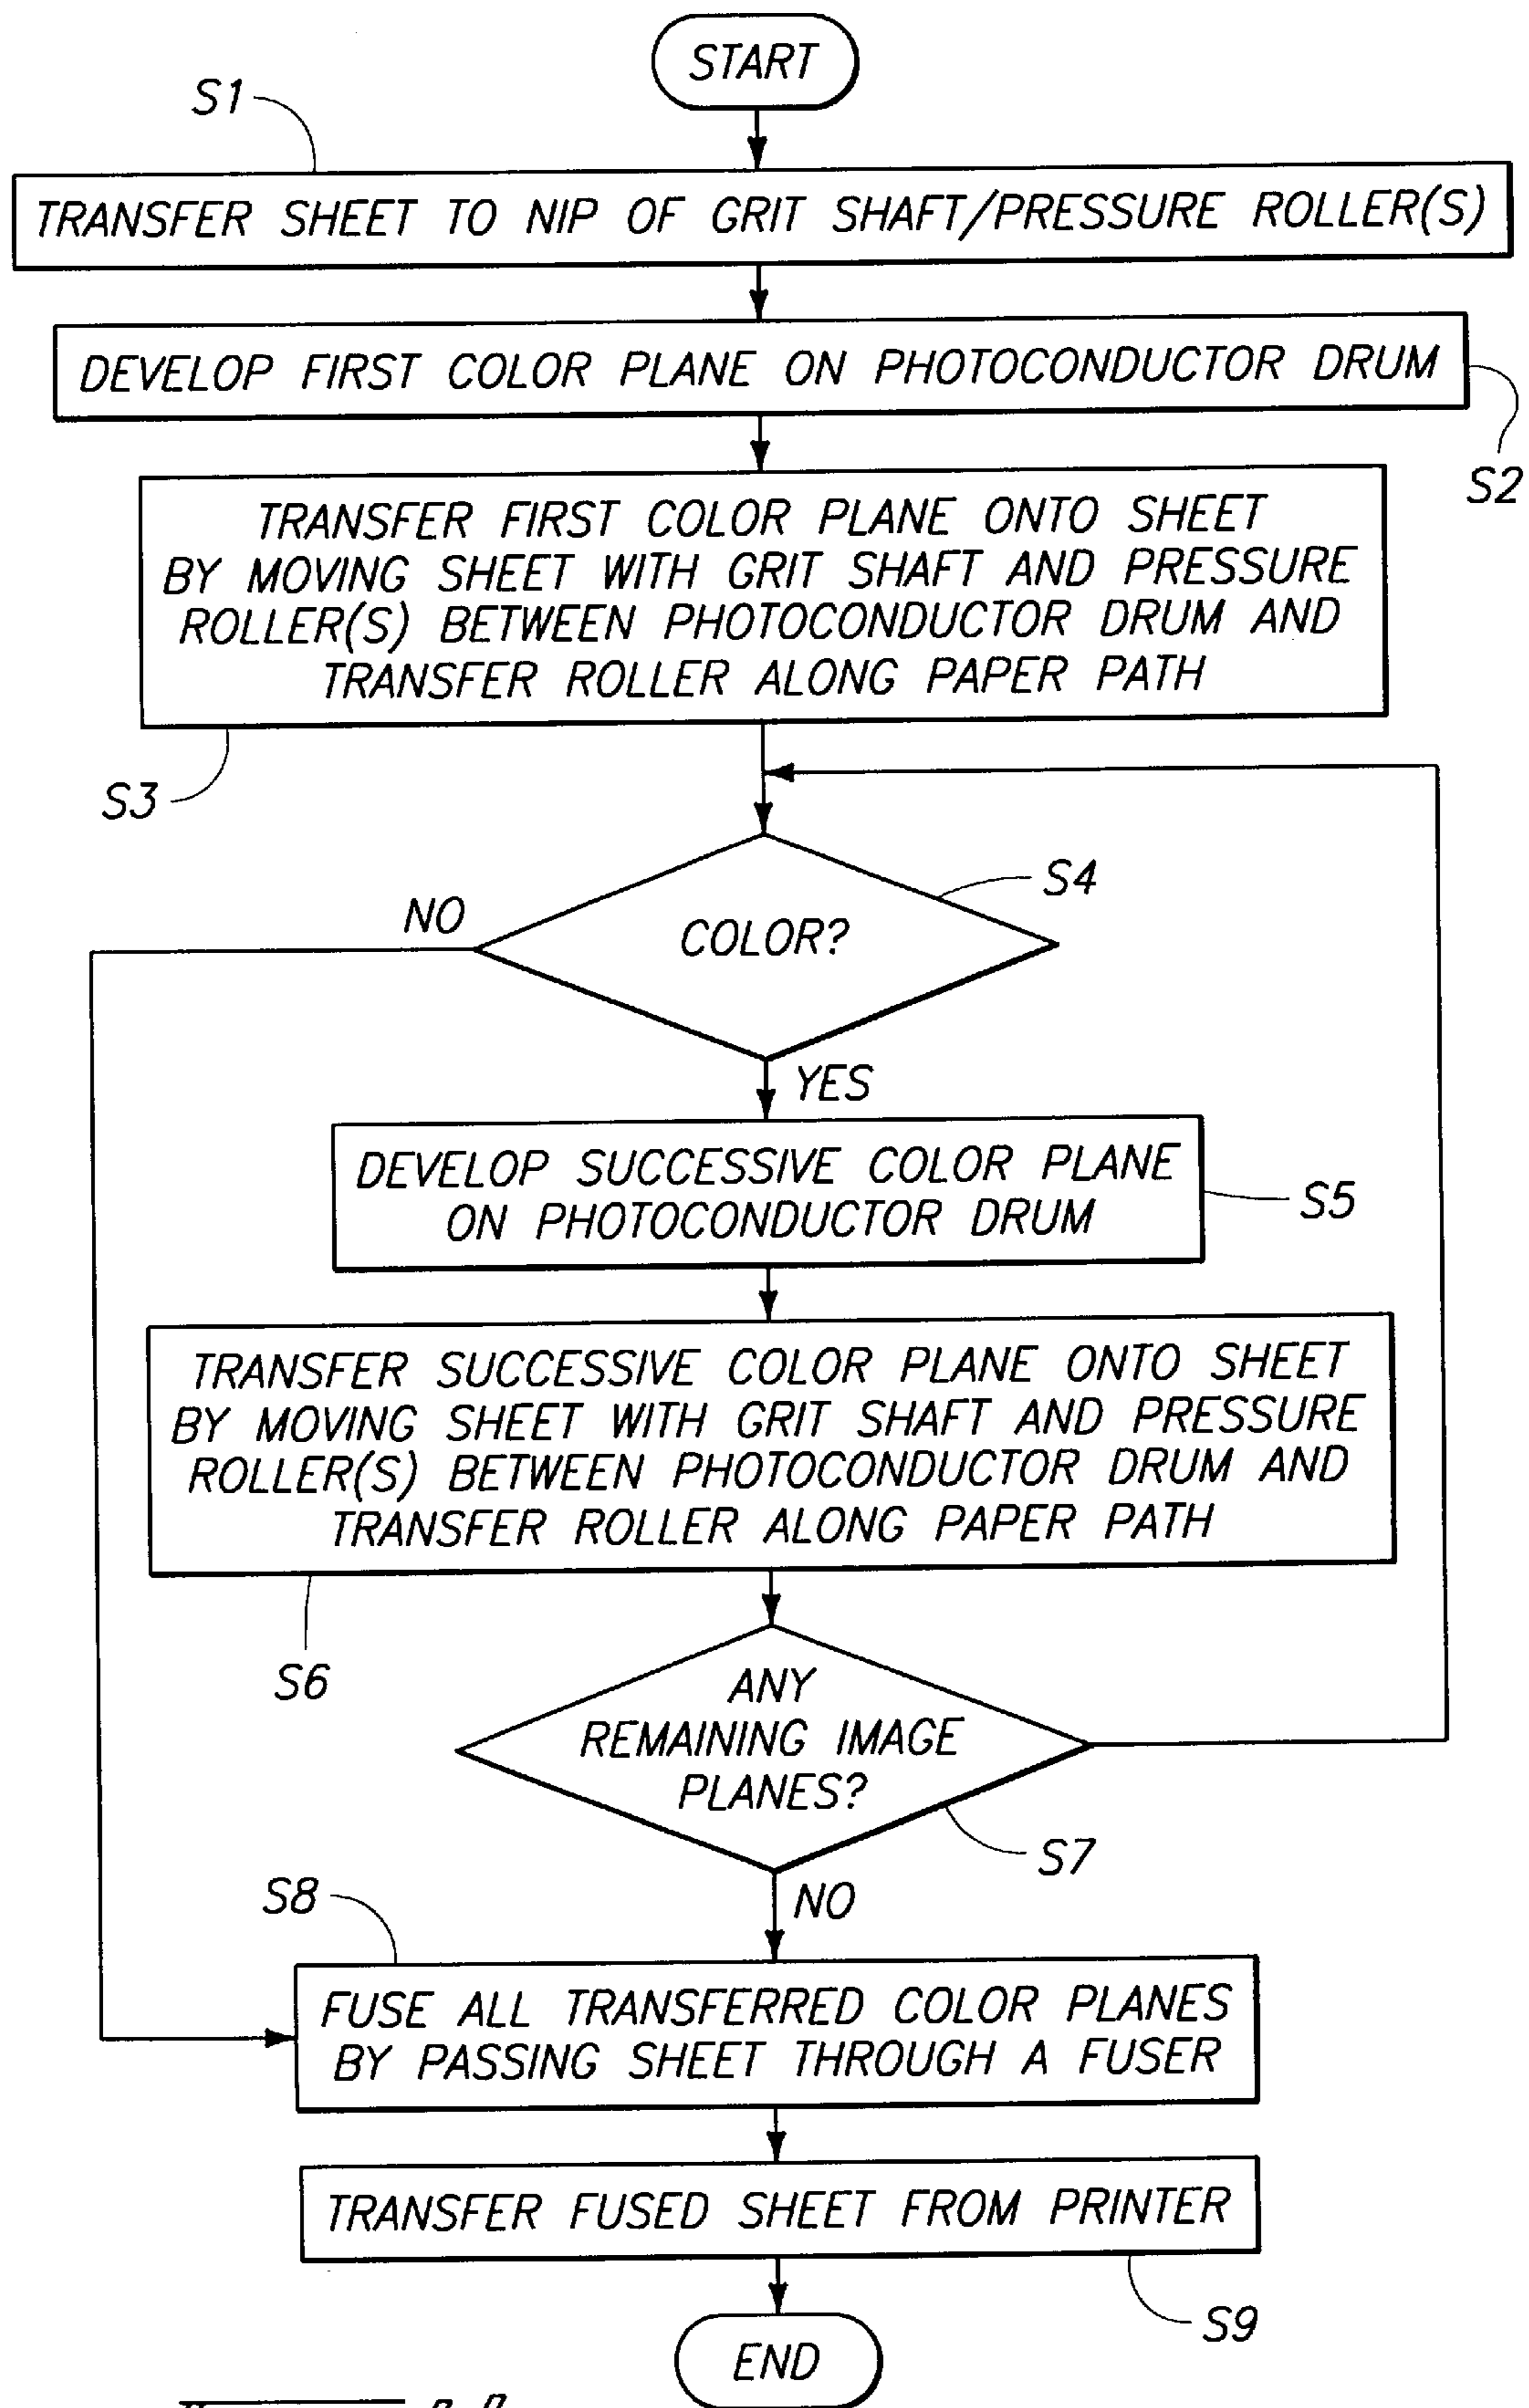 START
S1
TRANSFER SHEET TO NIP OF GRIT SHAFT/PRESSURE ROLLER(S)
DEVELOP FIRST COLOR PLANE ON PHOTOCONDUCTOR DRUM
S2
TRANSFER FIRST COLOR PLANE ONTO SHEET
BY MOVING SHEET WITH GRIT SHAFT AND PRESSURE
ROLLER(S) BETWEEN PHOTOCONDUCTOR DRUM AND
TRANSFER ROLLER ALONG PAPER PATH
S3
S4
NO
COLOR?
YES
DEVELOP SUCCESSIVE COLOR PLANE
ON PHOTOCONDUCTOR DRUM
S5
TRANSFER SUCCESSIVE COLOR PLANE ONTO SHEET
BY MOVING SHEET WITH GRIT SHAFT AND PRESSURE
ROLLER(S) BETWEEN PHOTOCONDUCTOR DRUM AND
TRANSFER ROLLER ALONG PAPER PATH
S6
ANY
REMAINING IMAGE
PLANES?
S7
NO
S8
FUSE ALL TRANSFERRED COLOR PLANES
BY PASSING SHEET THROUGH A FUSER
TRANSFER FUSED SHEET FROM PRINTER
S9
END